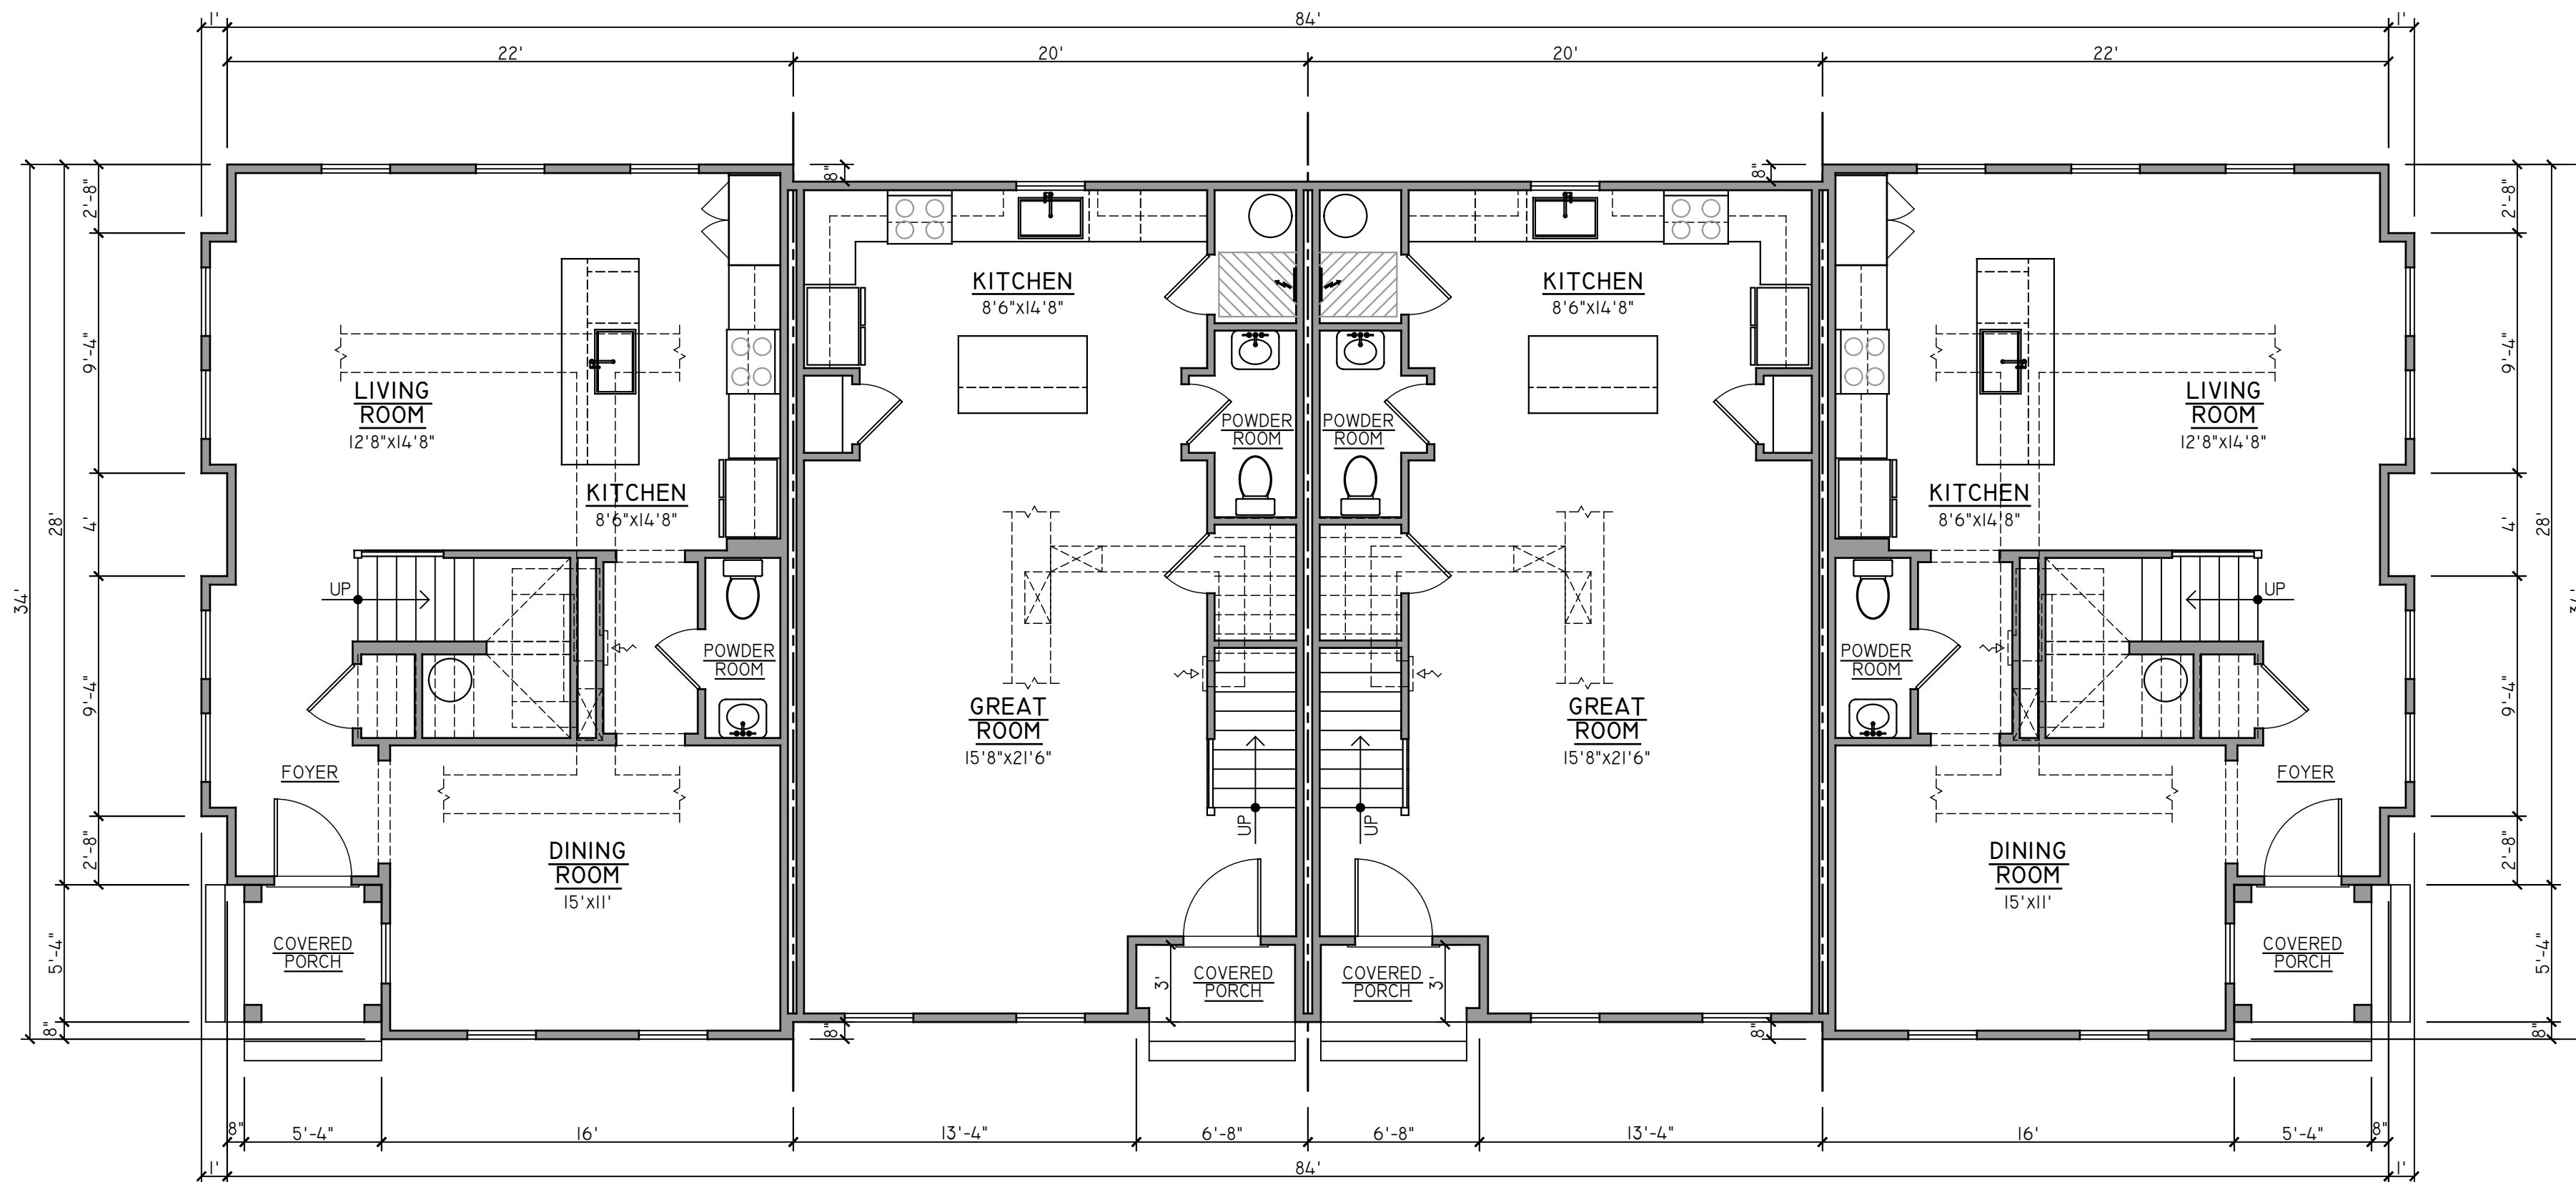 1'
84'
1'
22'
20'
20'
22'
8"
8"
2'-8"
9'-4"
4'
9'-4"
2'-8"
28'
34'
5'-4"
8"
LIVING
ROOM
12'8"x14'8"
KITCHEN
8'6"x14'8"
UP
POWDER
ROOM
FOYER
DINING
ROOM
15'x11'
COVERED
PORCH
KITCHEN
8'6"x14'8"
POWDER
ROOM
GREAT
ROOM
15'8"x21'6"
UP
3'
COVERED
PORCH
8"
KITCHEN
8'6"x14'8"
POWDER
ROOM
GREAT
ROOM
15'8"x21'6"
UP
COVERED
PORCH
3'
8"
LIVING
ROOM
12'8"x14'8"
KITCHEN
8'6"x14'8"
UP
POWDER
ROOM
FOYER
DINING
ROOM
15'x11'
COVERED
PORCH
2'-8"
9'-4"
4'
9'-4"
2'-8"
28'
34'
5'-4"
8"
8"
5'-4"
16'
13'-4"
6'-8"
6'-8"
13'-4"
16'
5'-4"
8"
1'
84'
1'